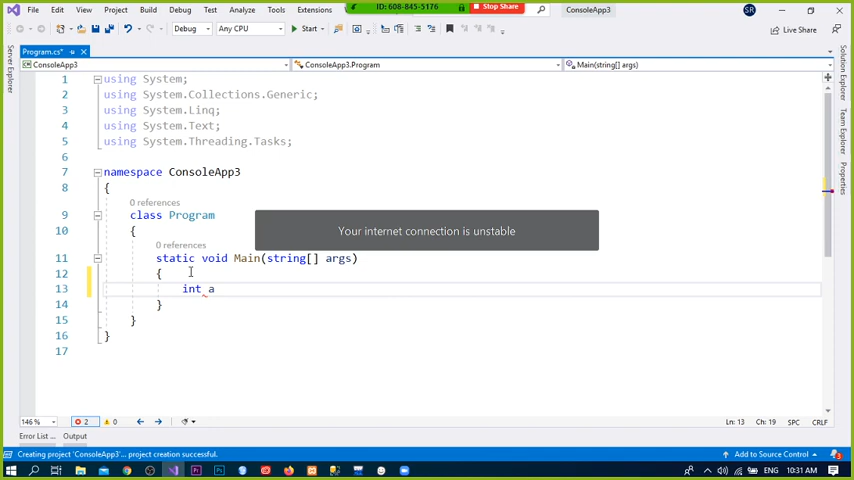 File Edit View Project Build Debug Test Analyze Tools Extensions ID: 608-845-5176 Stop Share ConsoleApp3 SR
Debug Any CPU Start Live Share
Program.cs*
ConsoleApp3 ConsoleApp3.Program Main(string[] args)
Server Explorer
Solution Explorer
Team Explorer
Properties
1 using System;
2 using System.Collections.Generic;
3 using System.Linq;
4 using System.Text;
5 using System.Threading.Tasks;
6
7 namespace ConsoleApp3
8 {
0 references
9 class Program
10 {
Your internet connection is unstable
0 references
11 static void Main(string[] args)
12 {
13 int a
14 }
15 }
16 }
17
146 % 2 0 Ln: 13 Ch: 19 SPC CRLF
Error List ... Output
Creating project 'ConsoleApp3'... project creation successful. Add to Source Control 3
ENG 10:31 AM